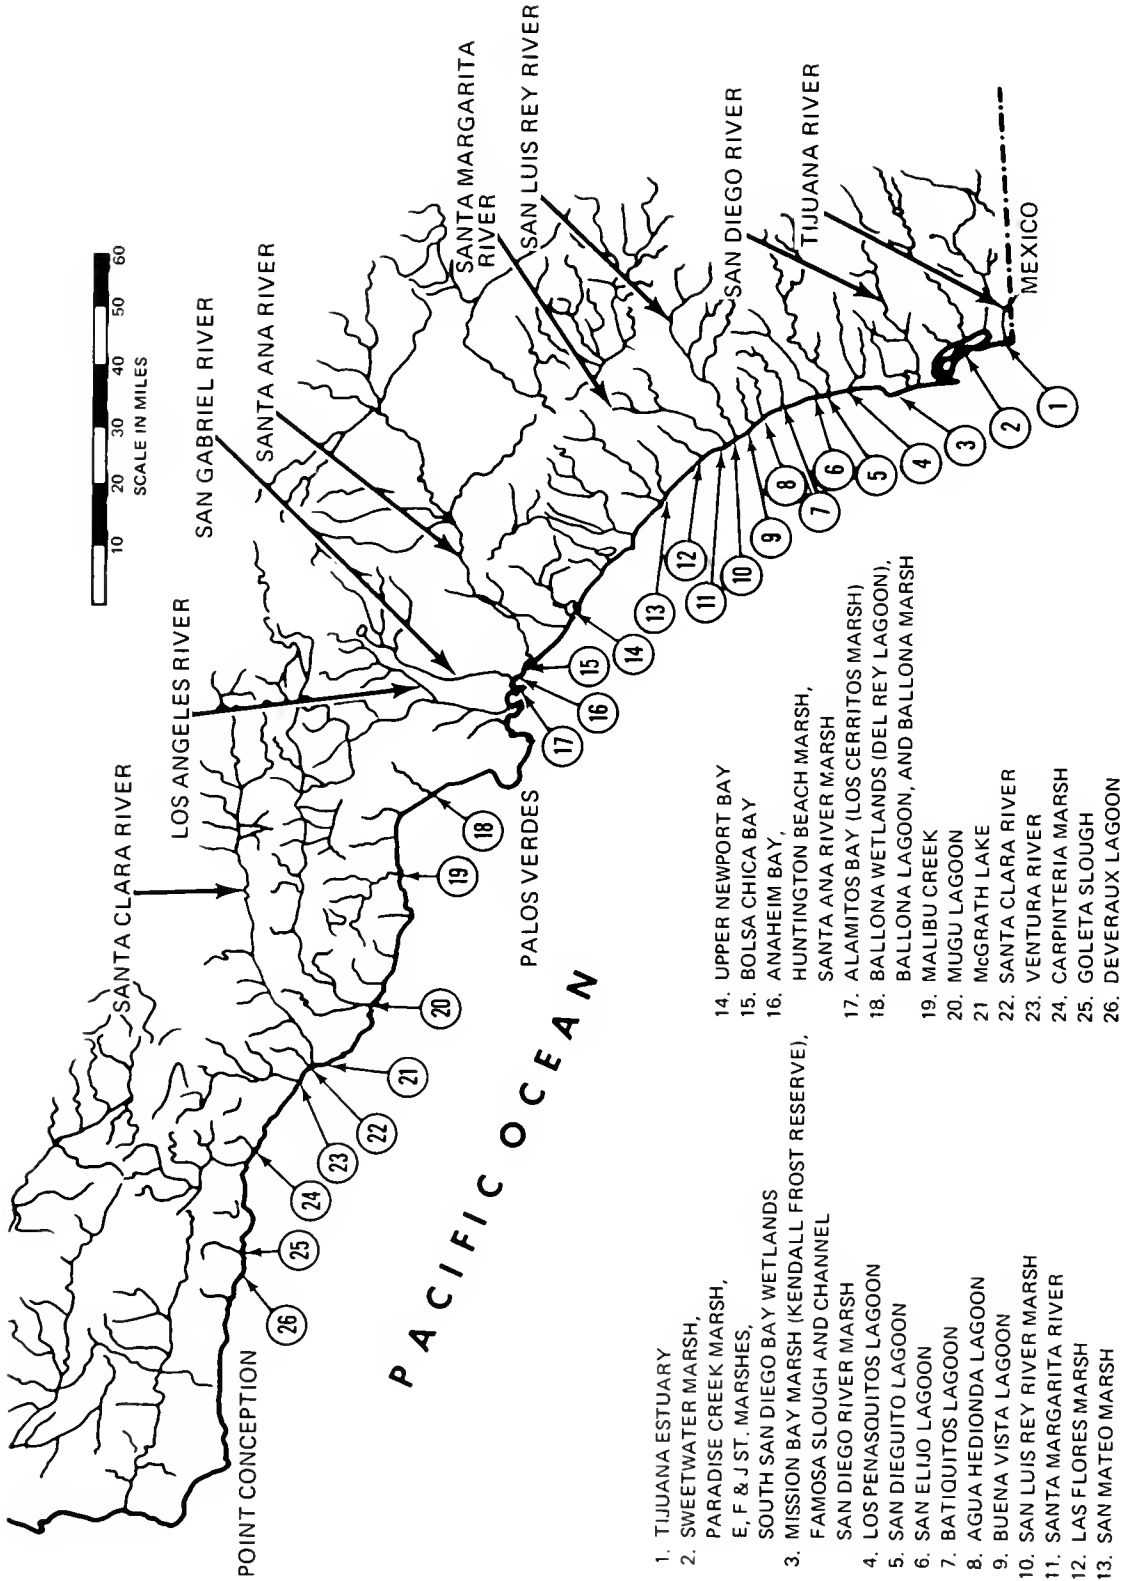 SANTA CLARA RIVER
LOS ANGELES RIVER
SAN GABRIEL RIVER
SANTA ANA RIVER
SANTA MARGARITA
RIVER
SAN LUIS REY RIVER
SAN DIEGO RIVER
TIJUANA RIVER
10 20 30 40 50 60
SCALE IN MILES
MEXICO
POINT CONCEPTION
PALOS VERDES
PACIFIC OCEAN
26
25
24
23
22
21
20
19
18
17
16
15
14
13
12
11
10
9
8
7
6
5
4
3
2
1
1. TIJUANA ESTUARY
2. SWEETWATER MARSH,
PARADISE CREEK MARSH,
E, F & J ST. MARSHES,
SOUTH SAN DIEGO BAY WETLANDS
3. MISSION BAY MARSH (KENDALL FROST RESERVE),
FAMOSA SLOUGH AND CHANNEL
SAN DIEGO RIVER MARSH
4. LOS PENASQUITOS LAGOON
5. SAN DIEGUITO LAGOON
6. SAN ELIJO LAGOON
7. BATIQUITOS LAGOON
8. AGUA HEDIONDA LAGOON
9. BUENA VISTA LAGOON
10. SAN LUIS REY RIVER MARSH
11. SANTA MARGARITA RIVER
12. LAS FLORES MARSH
13. SAN MATEO MARSH
14. UPPER NEWPORT BAY
15. BOLSA CHICA BAY
16. ANAHEIM BAY,
HUNTINGTON BEACH MARSH,
SANTA ANA RIVER MARSH
17. ALAMITOS BAY (LOS CERRITOS MARSH)
18. BALLONA WETLANDS (DEL REY LAGOON),
BALLONA LAGOON, AND BALLONA MARSH
19. MALIBU CREEK
20. MUGU LAGOON
21 McGRATH LAKE
22. SANTA CLARA RIVER
23. VENTURA RIVER
24. CARPINTERIA MARSH
25. GOLETA SLOUGH
26. DEVERAUX LAGOON